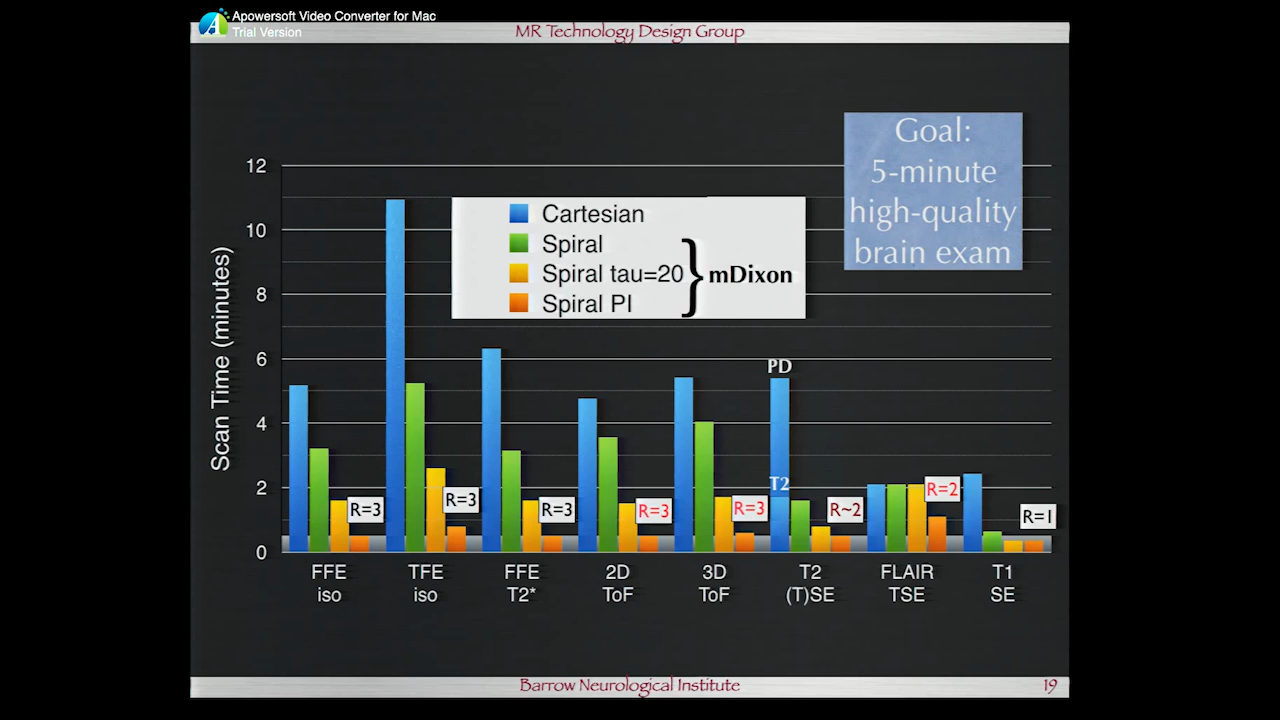 Apowersoft Video Converter for Mac
Trial Version
MR Technology Design Group
Goal:
5-minute
high-quality
brain exam
Scan Time (minutes)
12
10
8
6
4
2
0
Cartesian
Spiral
Spiral tau=20
Spiral PI
} mDixon
PD
T2
R=3
R=3
R=3
R=3
R=3
R~2
R=2
R=1
FFE
iso
TFE
iso
FFE
T2*
2D
ToF
3D
ToF
T2
(T)SE
FLAIR
TSE
T1
SE
Barrow Neurological Institute
19